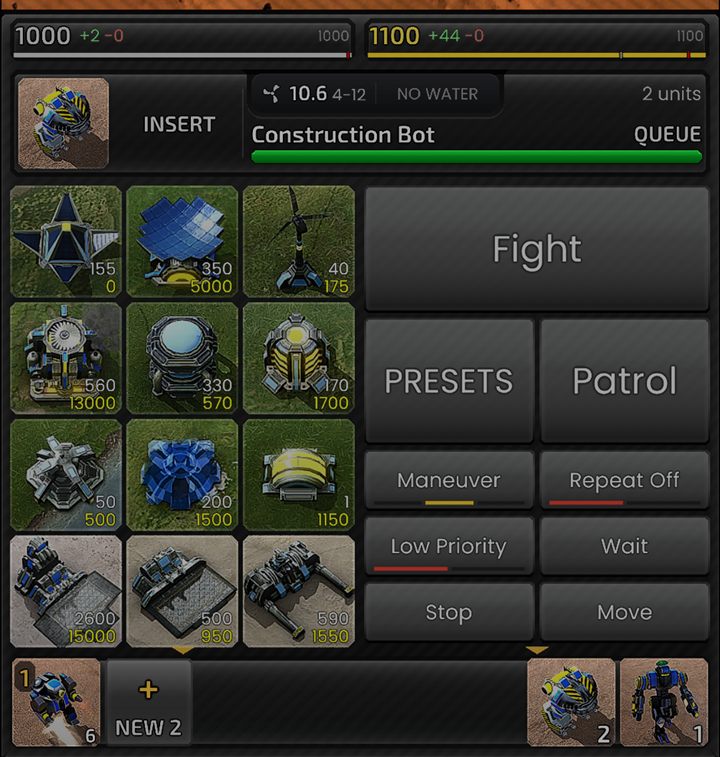 1000 +2 -0 1000
1100 +44 -0 1100
10.6 4-12 NO WATER
2 units
INSERT
Construction Bot
QUEUE
155
0
350
5000
40
175
Fight
560
13000
330
570
170
1700
PRESETS
Patrol
50
500
200
1500
1
1150
Maneuver
Repeat Off
Low Priority
Wait
2600
15000
500
950
590
1550
Stop
Move
1
6
+
NEW 2
2
1